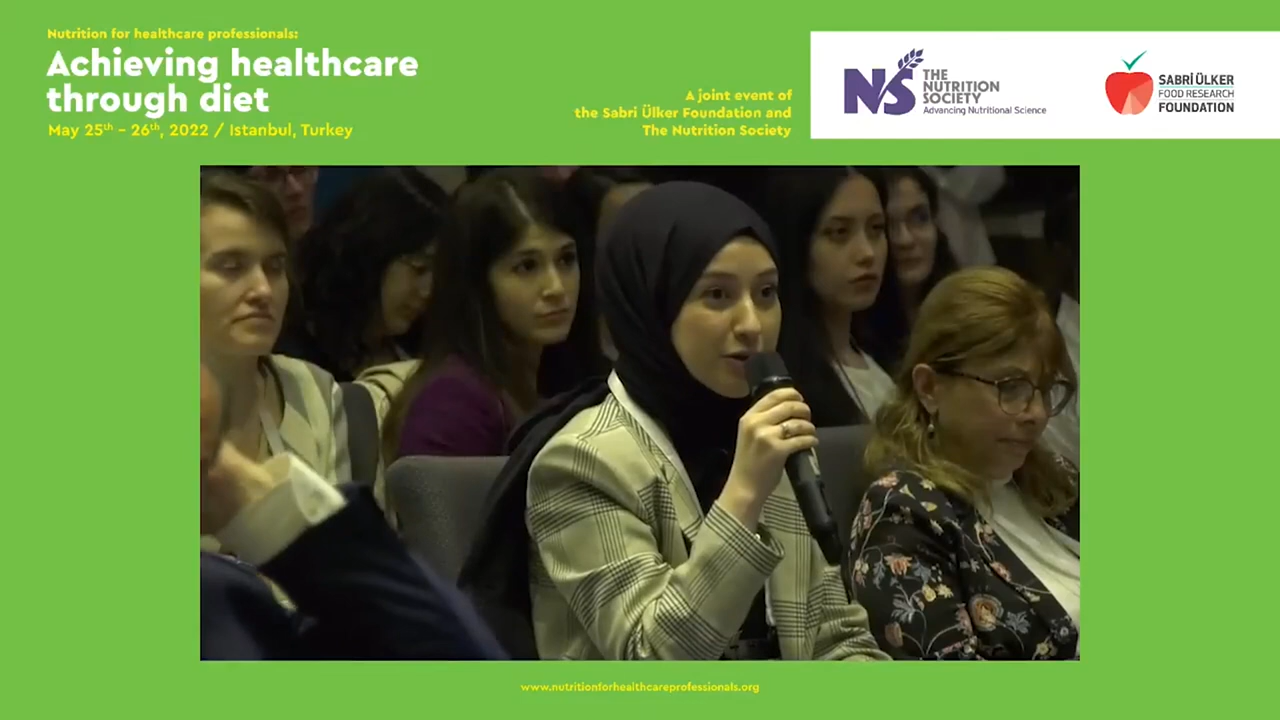 Nutrition for healthcare professionals:
Achieving healthcare
through diet
May 25th - 26th, 2022 / Istanbul, Turkey
A joint event of
the Sabri Ülker Foundation and
The Nutrition Society
NS
THE
NUTRITION
SOCIETY
Advancing Nutritional Science
SABRİ ÜLKER
FOOD RESEARCH
FOUNDATION
www.nutritionforhealthcareprofessionals.org